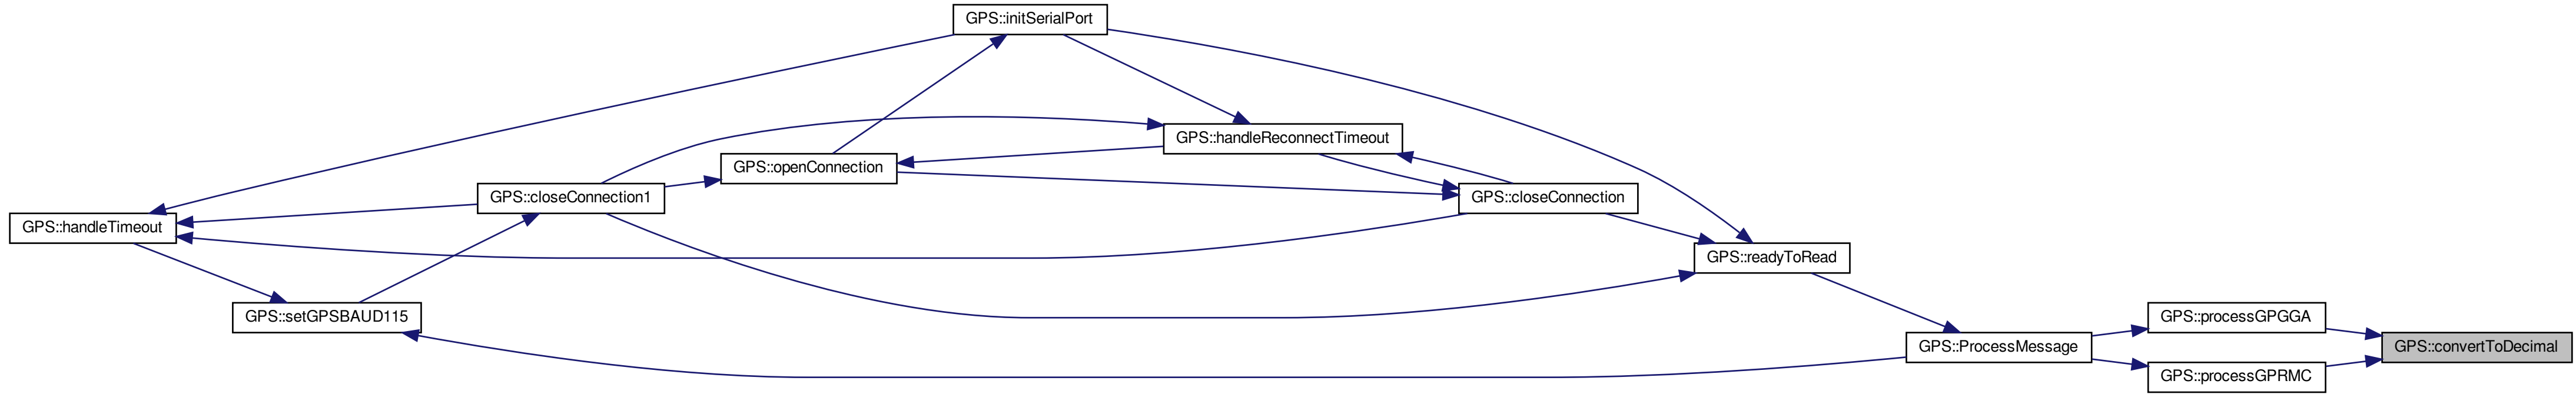 GPS::initSerialPort
GPS::handleReconnectTimeout
GPS::openConnection
GPS::closeConnection1
GPS::closeConnection
GPS::handleTimeout
GPS::readyToRead
GPS::setGPSBAUD115
GPS::processGPGGA
GPS::ProcessMessage
GPS::convertToDecimal
GPS::processGPRMC